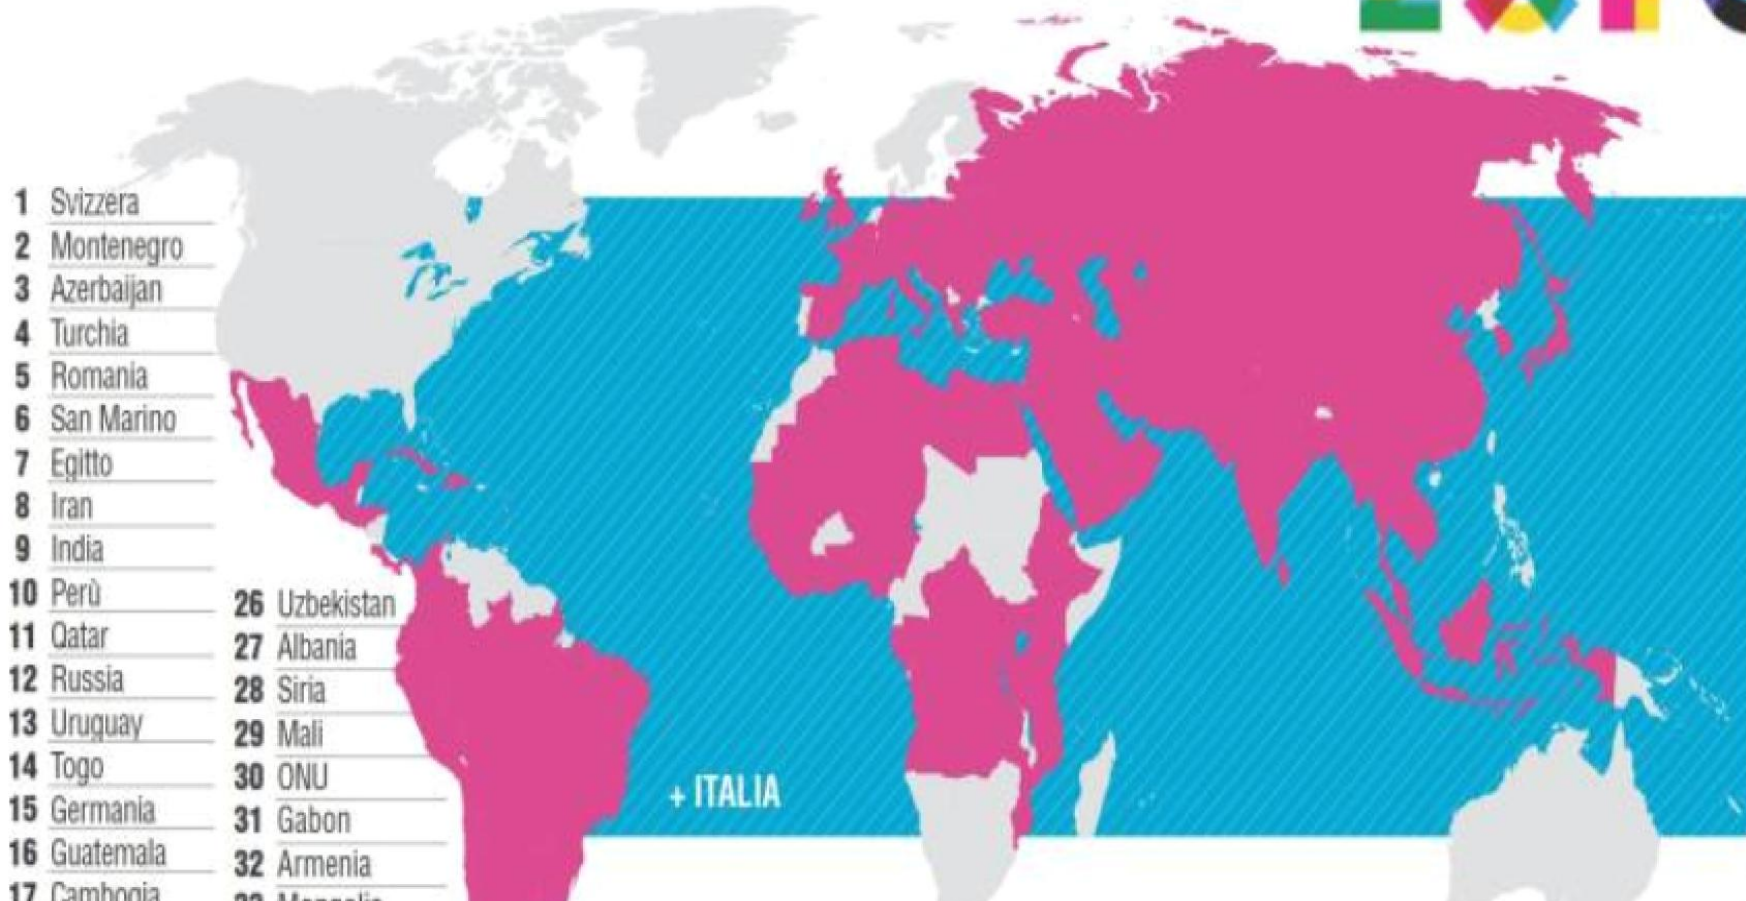 1 Svizzera
2 Montenegro
3 Azerbaijan
4 Turchia
5 Romania
6 San Marino
7 Egitto
8 Iran
9 India
10 Perù
11 Qatar
12 Russia
13 Uruguay
14 Togo
15 Germania
16 Guatemala
17 Cambogia
26 Uzbekistan
27 Albania
28 Siria
29 Mali
30 ONU
31 Gabon
32 Armenia
33 Mongolia
+ ITALIA